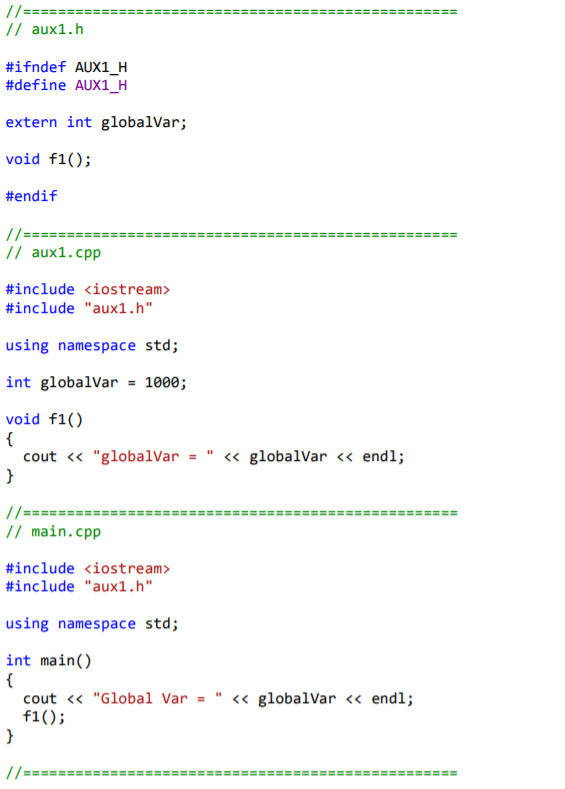 //==================================================
// aux1.h
#ifndef AUX1_H
#define AUX1_H
extern int globalVar;
void f1();
#endif
//==================================================
// aux1.cpp
#include <iostream>
#include "aux1.h"
using namespace std;
int globalVar = 1000;
void f1()
{
  cout << "globalVar = " << globalVar << endl;
}
//==================================================
// main.cpp
#include <iostream>
#include "aux1.h"
using namespace std;
int main()
{
  cout << "Global Var = " << globalVar << endl;
  f1();
}
//==================================================